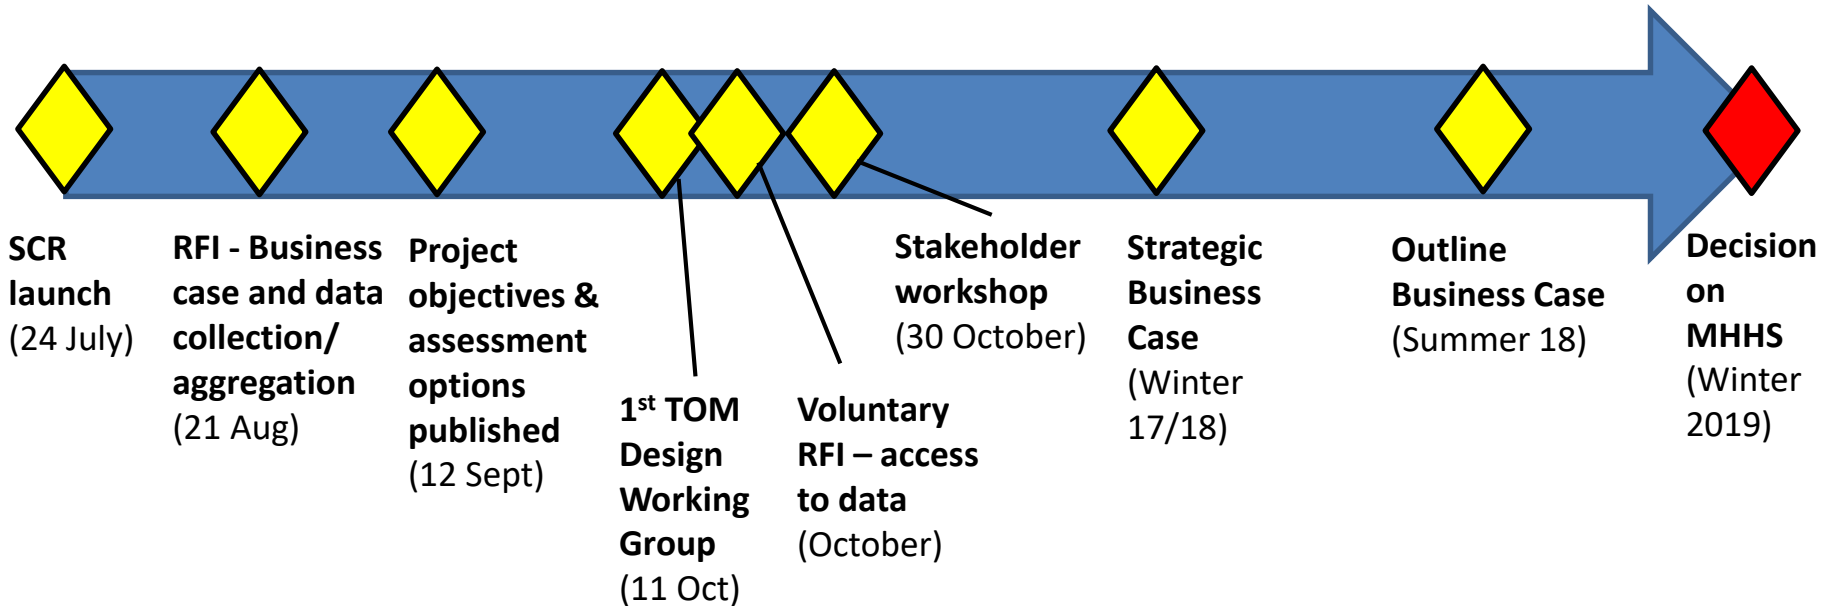 SCR
launch
(24 July)
RFI - Business
case and data
collection/
aggregation
(21 Aug)
Project
objectives &
assessment
options
published
(12 Sept)
1st TOM
Design
Working
Group
(11 Oct)
Voluntary
RFI – access
to data
(October)
Stakeholder
workshop
(30 October)
Strategic
Business
Case
(Winter
17/18)
Outline
Business Case
(Summer 18)
Decision
on
MHHS
(Winter
2019)